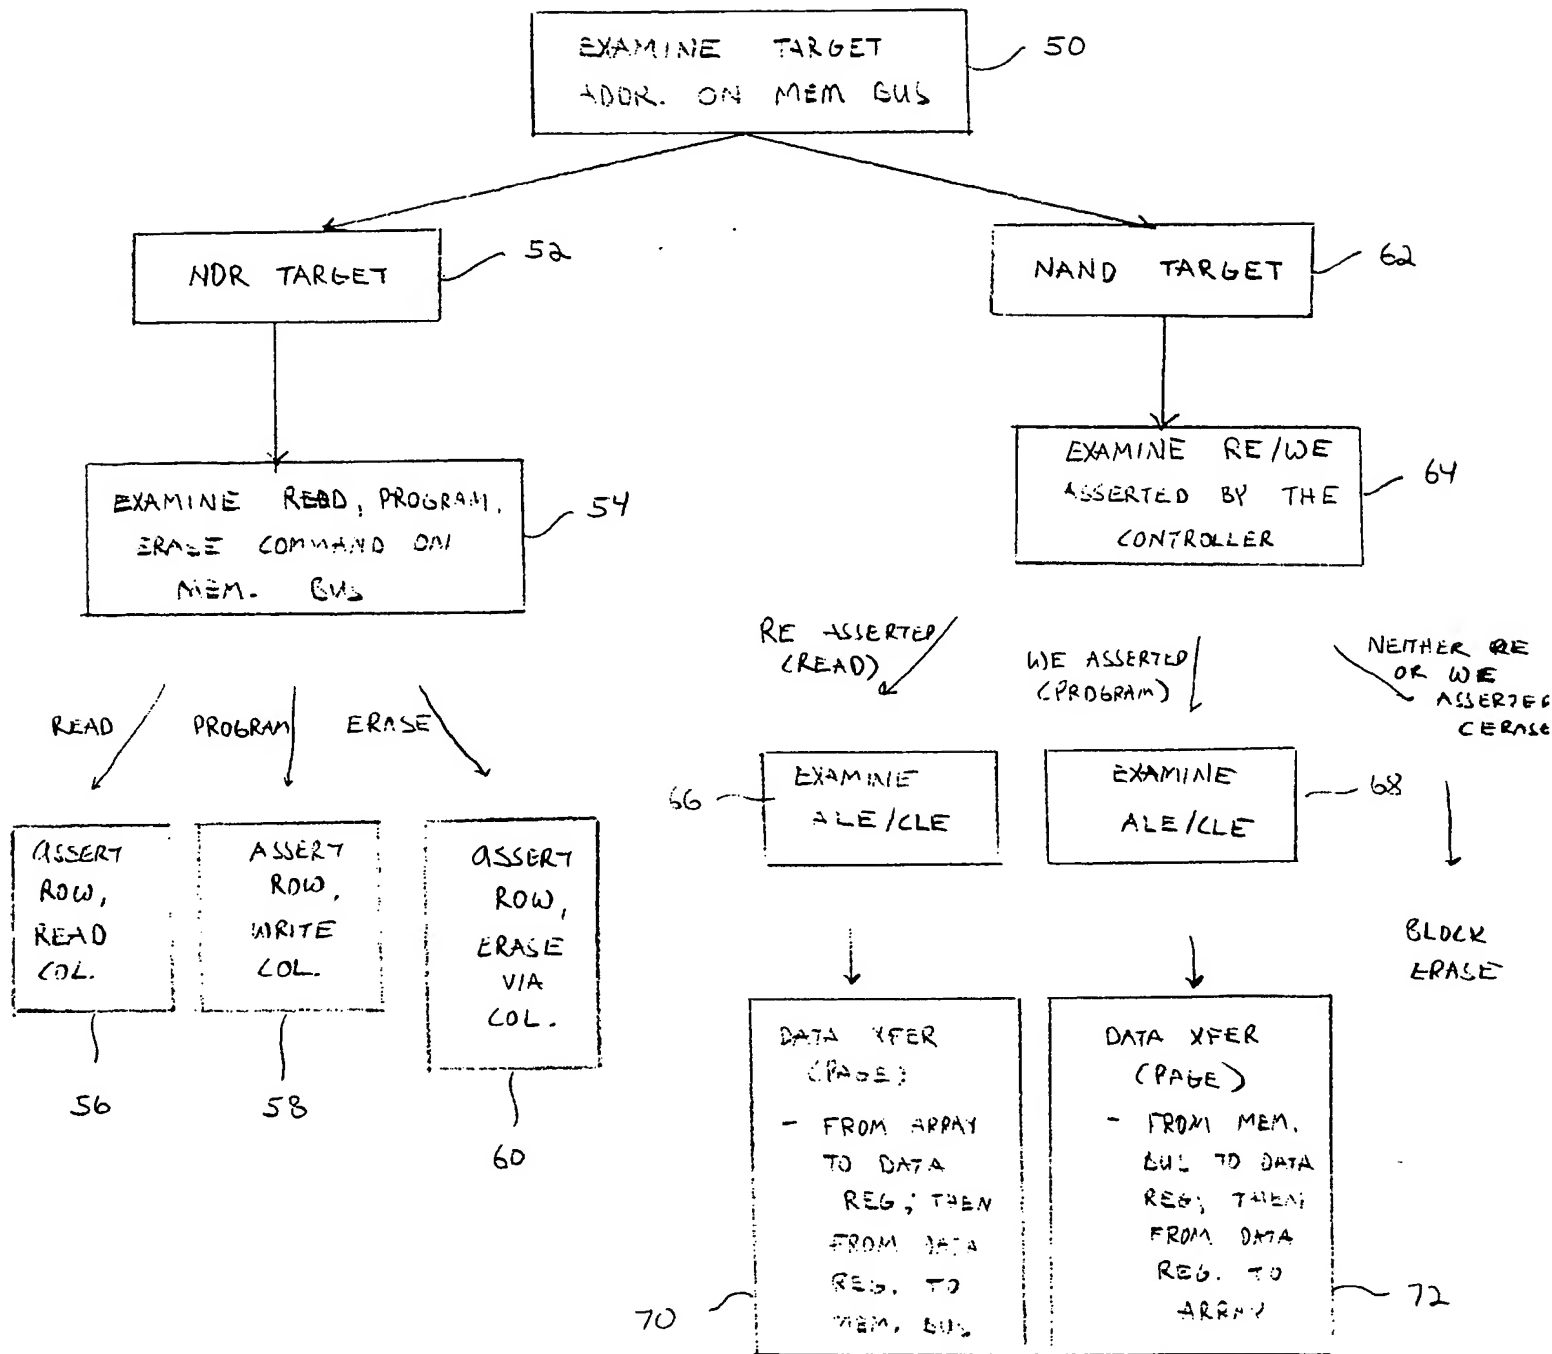 EXAMINE TARGET
ADDR. ON MEM BUS
50
NOR TARGET
52
NAND TARGET
62
EXAMINE READ, PROGRAM,
ERASE COMMAND ON
MEM. BUS
54
EXAMINE RE/WE
ASSERTED BY THE
CONTROLLER
64
READ
PROGRAM
ERASE
RE ASSERTED
(READ)
WE ASSERTED
(PROGRAM)
NEITHER RE
OR WE
ASSERTED
(ERASE
ASSERT
ROW,
READ
COL.
56
ASSERT
ROW,
WRITE
COL.
58
ASSERT
ROW,
ERASE
VIA
COL.
60
EXAMINE
ALE/CLE
66
EXAMINE
ALE/CLE
68
BLOCK
ERASE
DATA XFER
(PAGE)
- FROM ARRAY
TO DATA
REG; THEN
FROM DATA
REG. TO
MEM. BUS
70
DATA XFER
(PAGE)
- FROM MEM.
BUS TO DATA
REG; THEN
FROM DATA
REG. TO
ARRAY
72